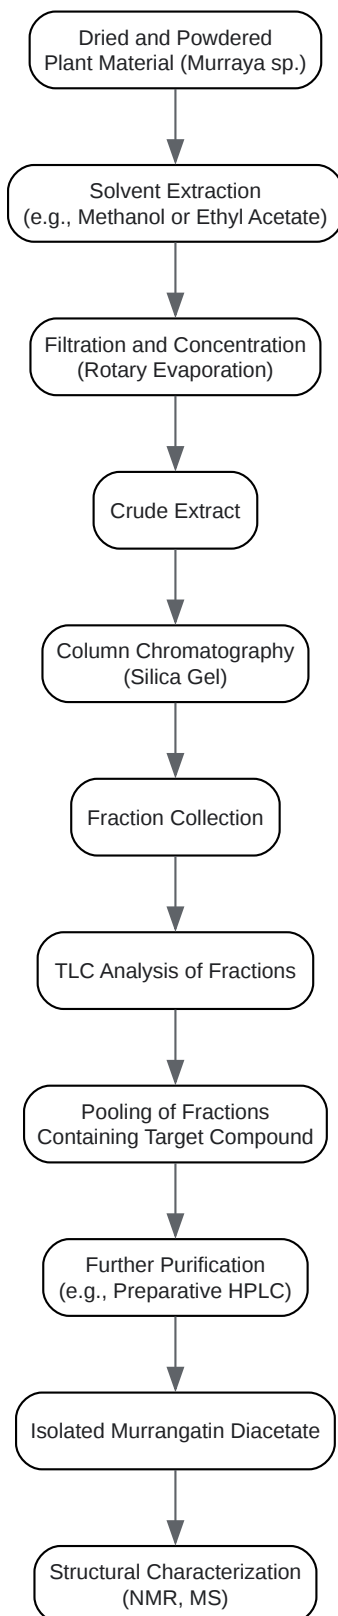 Dried and Powdered
Plant Material (Murraya sp.)
Solvent Extraction
(e.g., Methanol or Ethyl Acetate)
Filtration and Concentration
(Rotary Evaporation)
Crude Extract
Column Chromatography
(Silica Gel)
Fraction Collection
TLC Analysis of Fractions
Pooling of Fractions
Containing Target Compound
Further Purification
(e.g., Preparative HPLC)
Isolated Murrangatin Diacetate
Structural Characterization
(NMR, MS)